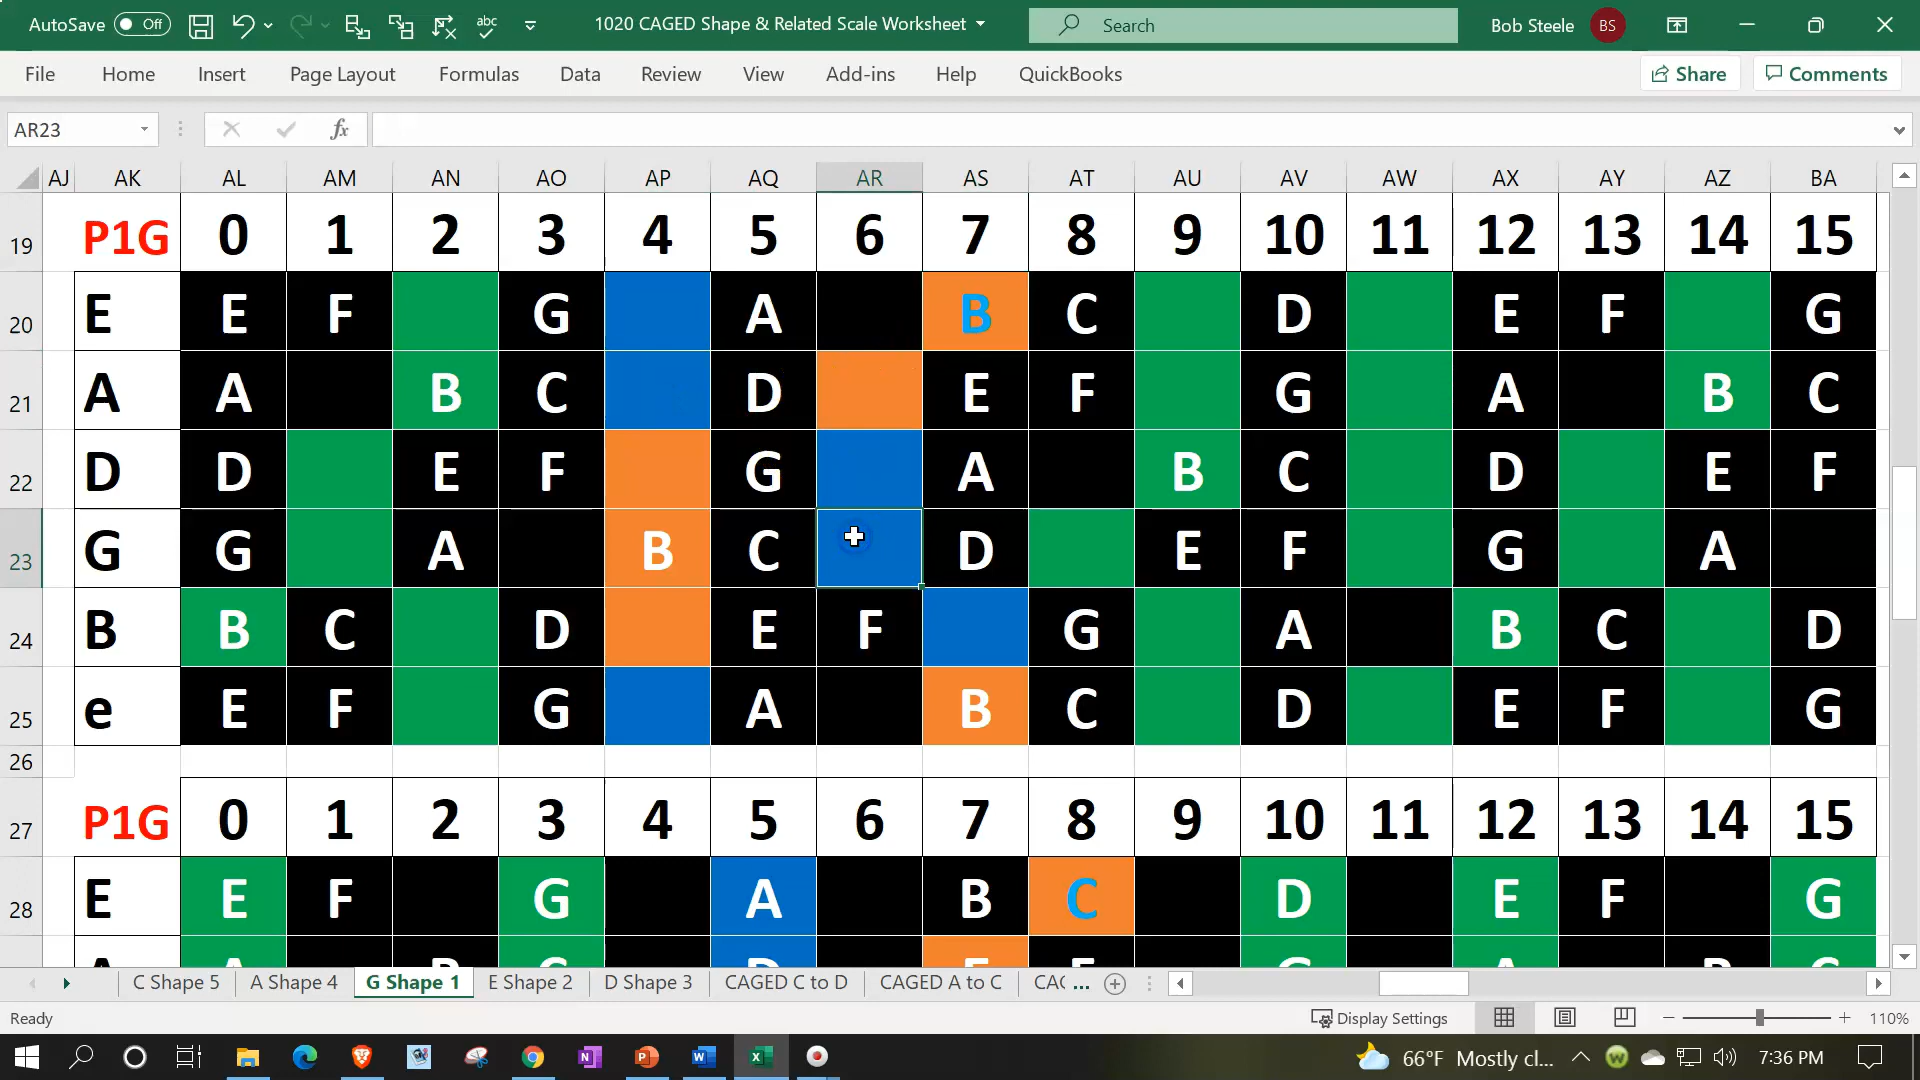 AutoSave Off abc 1020 CAGED Shape & Related Scale Worksheet Search Bob Steele BS
File Home Insert Page Layout Formulas Data Review View Add-ins Help QuickBooks Share Comments
AR23 fx
AJ AK AL AM AN AO AP AQ AR AS AT AU AV AW AX AY AZ BA
19 P1G 0 1 2 3 4 5 6 7 8 9 10 11 12 13 14 15
20 E E F G A B C D E F G
21 A A B C D E F G A B C
22 D D E F G A B C D E F
23 G G A B C D E F G A
24 B B C D E F G A B C D
25 e E F G A B C D E F G
26
27 P1G 0 1 2 3 4 5 6 7 8 9 10 11 12 13 14 15
28 E E F G A B C D E F G
C Shape 5 A Shape 4 G Shape 1 E Shape 2 D Shape 3 CAGED C to D CAGED A to C CAG ...
Ready Display Settings 110%
66°F Mostly cl... 7:36 PM